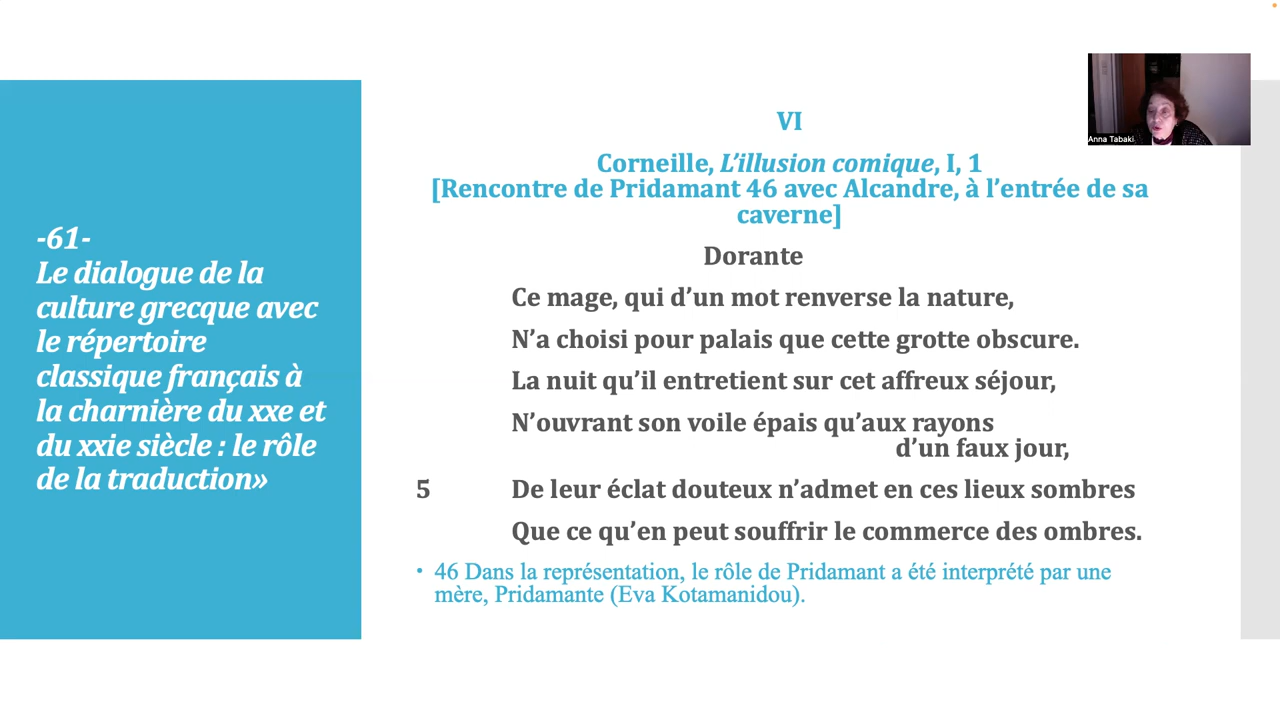 -61-
Le dialogue de la
culture grecque avec
le répertoire
classique français à
la charnière du xxe et
du xxie siècle : le rôle
de la traduction»
VI
Corneille, L’illusion comique, I, 1
[Rencontre de Pridamant 46 avec Alcandre, à l’entrée de sa
caverne]
Dorante
Ce mage, qui d’un mot renverse la nature,
N’a choisi pour palais que cette grotte obscure.
La nuit qu’il entretient sur cet affreux séjour,
N’ouvrant son voile épais qu’aux rayons
d’un faux jour,
5 De leur éclat douteux n’admet en ces lieux sombres
Que ce qu’en peut souffrir le commerce des ombres.
• 46 Dans la représentation, le rôle de Pridamant a été interprété par une
mère, Pridamante (Eva Kotamanidou).
Anna Tabaki